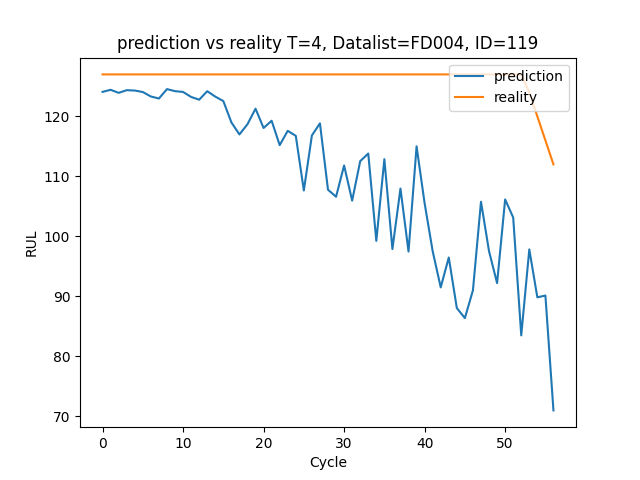 prediction vs reality T=4, Datalist=FD004, ID=119
prediction
reality
120
110
100
90
80
70
RUL
0 10 20 30 40 50
Cycle